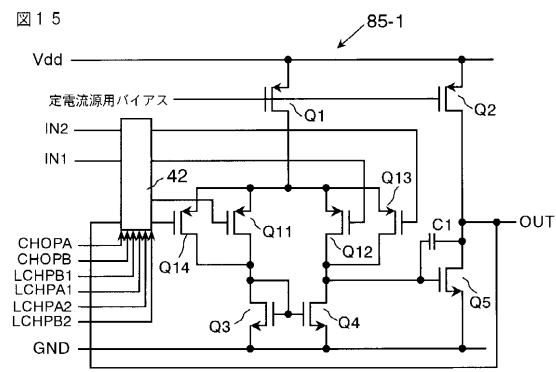 図15
85-1
Vdd
定電流源用バイアス
Q1
Q2
IN2
IN1
42
Q13
Q14
Q11
Q12
C1
OUT
CHOPA
CHOPB
LCHPB1
LCHPA1
LCHPA2
LCHPB2
Q3
Q4
Q5
GND